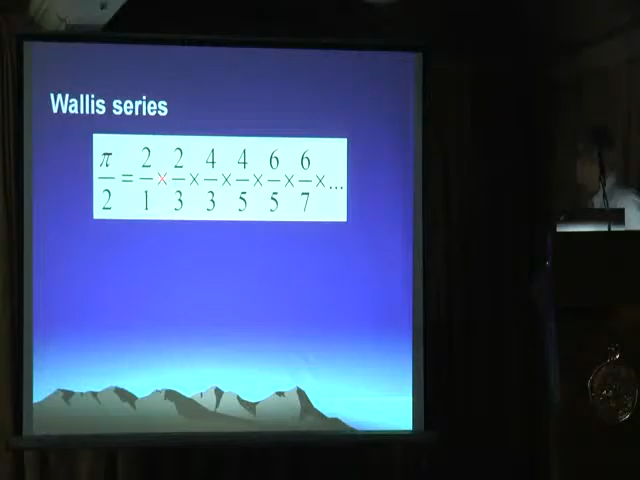 Wallis series
π/2 = 2/1 × 2/3 × 4/3 × 4/5 × 6/5 × 6/7 × ...